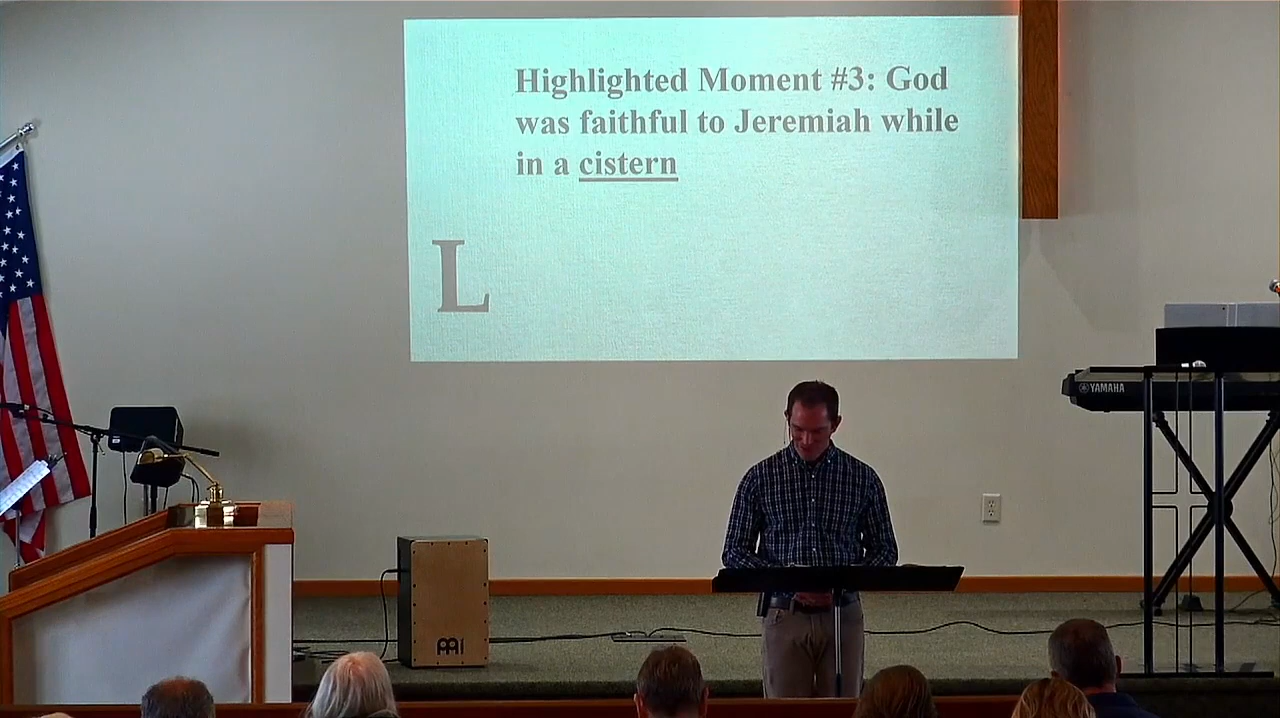 Highlighted Moment #3: God
was faithful to Jeremiah while
in a cistern
L
YAMAHA